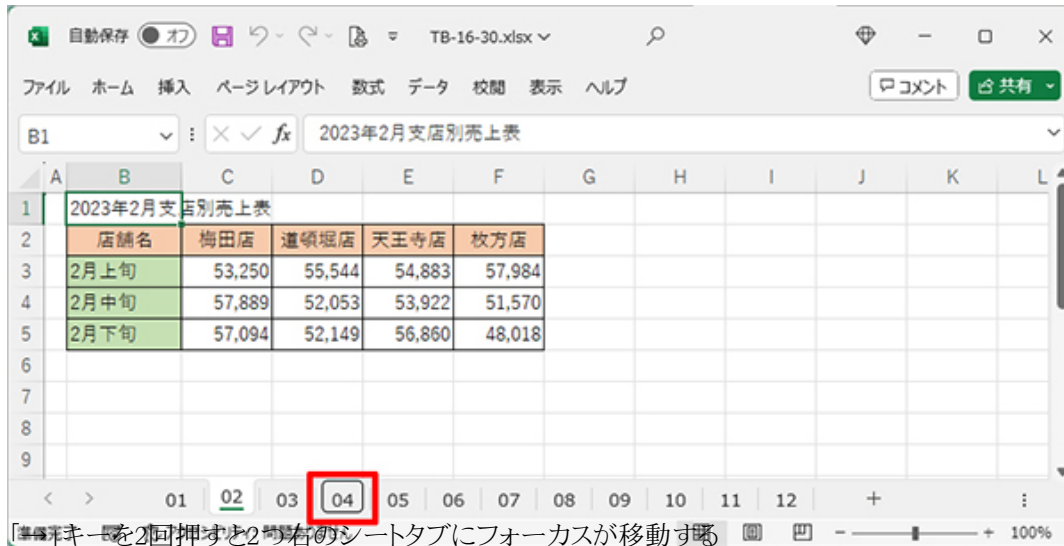 自動保存 オフ TB-16-30.xlsx
ファイル ホーム 挿入 ページ レイアウト 数式 データ 校閲 表示 ヘルプ コメント 共有
B1 fx 2023年2月支店別売上表
A B C D E F G H I J K L
1 2023年2月支店別売上表
2 店舗名 梅田店 道頓堀店 天王寺店 枚方店
3 2月上旬 53,250 55,544 54,883 57,984
4 2月中旬 57,889 52,053 53,922 51,570
5 2月下旬 57,094 52,149 56,860 48,018
6
7
8
9
01 02 03 04 05 06 07 08 09 10 11 12
「→」キーを2回押すと2つ右のシートタブにフォーカスが移動する 100%